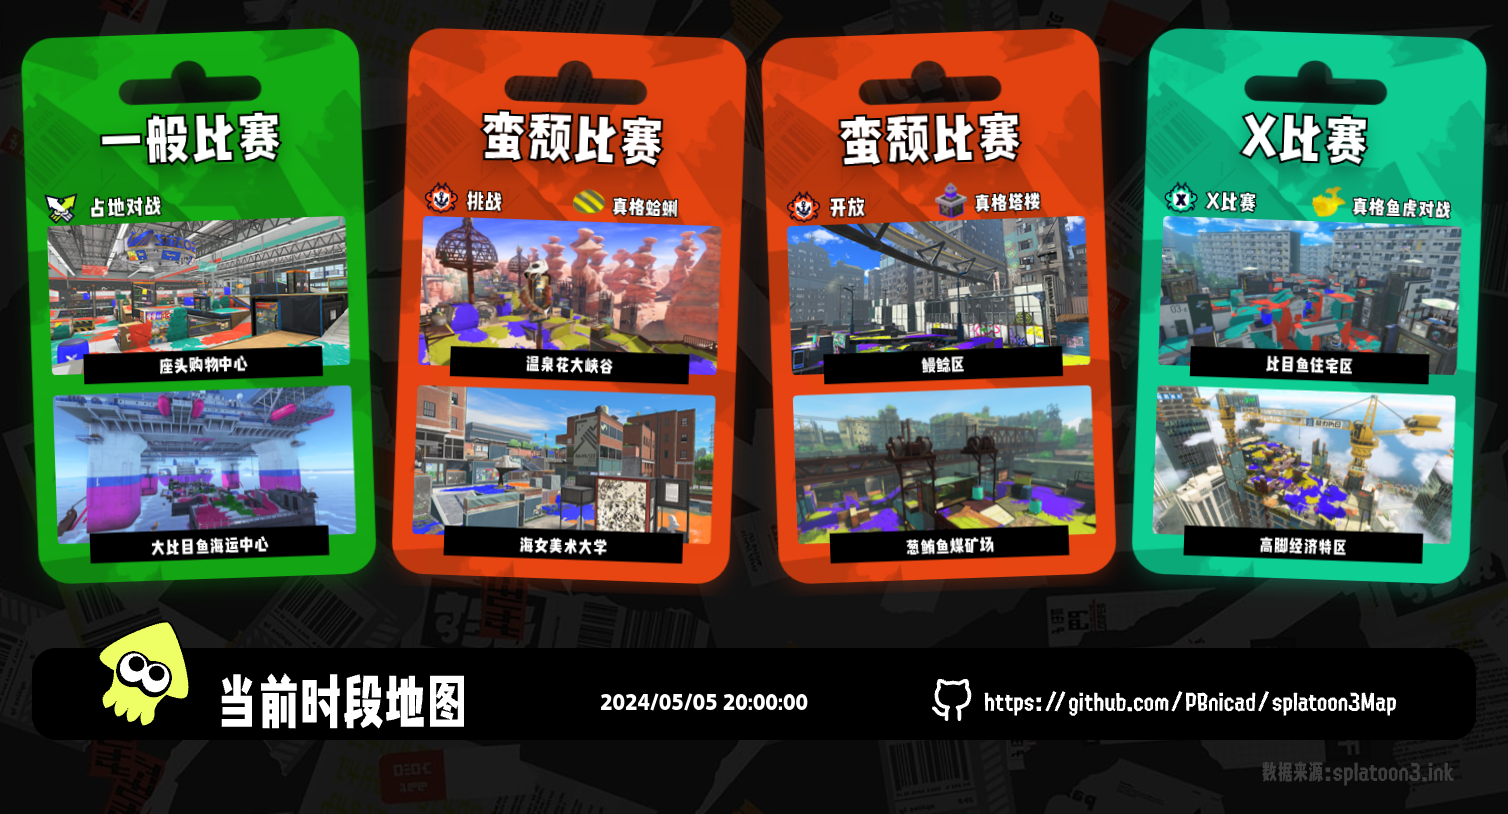 一般比赛
占地对战
座头购物中心
大比目鱼海运中心
蛮颓比赛
挑战
真格蛤蜊
温泉花大峡谷
海女美术大学
蛮颓比赛
开放
真格塔楼
鳗鲶区
葱鲔鱼煤矿场
X比赛
X比赛
真格鱼虎对战
比目鱼住宅区
高脚经济特区
当前时段地图
2024/05/05 20:00:00
https://github.com/PBnicad/splatoon3Map
数据来源:splatoon3.ink